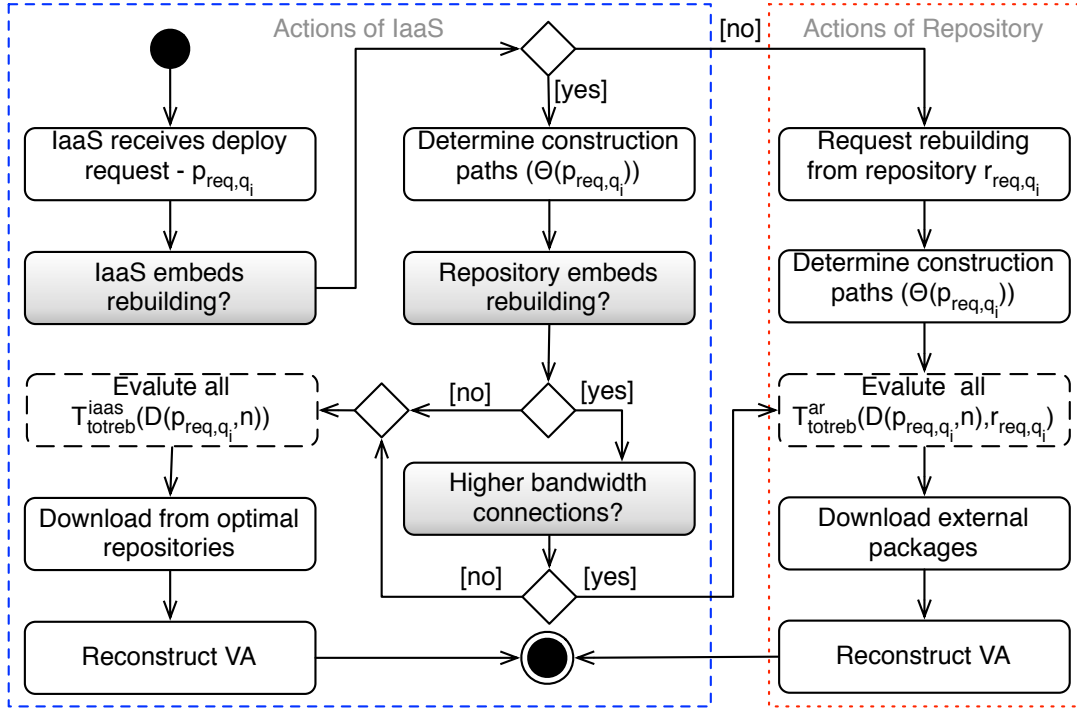 Actions of IaaS
[no]
Actions of Repository
[yes]
IaaS receives deploy
request - p_req,q_i
Determine construction
paths (Θ(p_req,q_i))
Request rebuilding
from repository r_req,q_i
IaaS embeds
rebuilding?
Repository embeds
rebuilding?
Determine construction
paths (Θ(p_req,q_i))
Evalute all
T^iaas_totreb(D(p_req,q_i,n))
[no]
[yes]
Evalute all
T^ar_totreb(D(p_req,q_i,n),r_req,q_i)
Higher bandwidth
connections?
Download from optimal
repositories
Download external
packages
[no]
[yes]
Reconstruct VA
Reconstruct VA